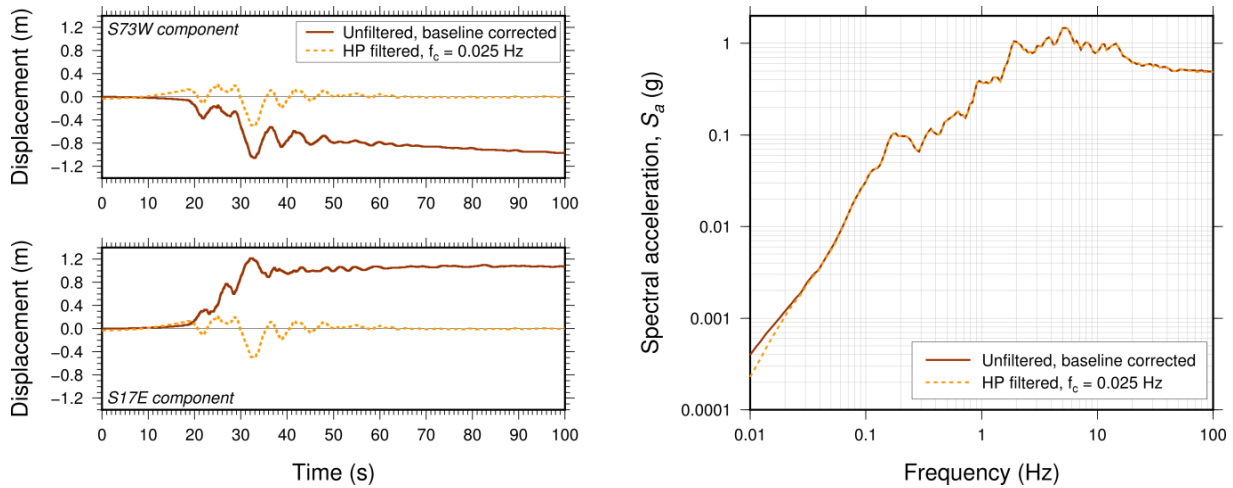 S73W component
Unfiltered, baseline corrected
HP filtered, f_c = 0.025 Hz
Displacement (m)
1.2
0.8
0.4
0.0
−0.4
−0.8
−1.2
0 10 20 30 40 50 60 70 80 90 100
Displacement (m)
1.2
0.8
0.4
0.0
−0.4
−0.8
−1.2
S17E component
0 10 20 30 40 50 60 70 80 90 100
Time (s)
Spectral acceleration, S_a (g)
1
0.1
0.01
0.001
0.0001
Unfiltered, baseline corrected
HP filtered, f_c = 0.025 Hz
0.01 0.1 1 10 100
Frequency (Hz)